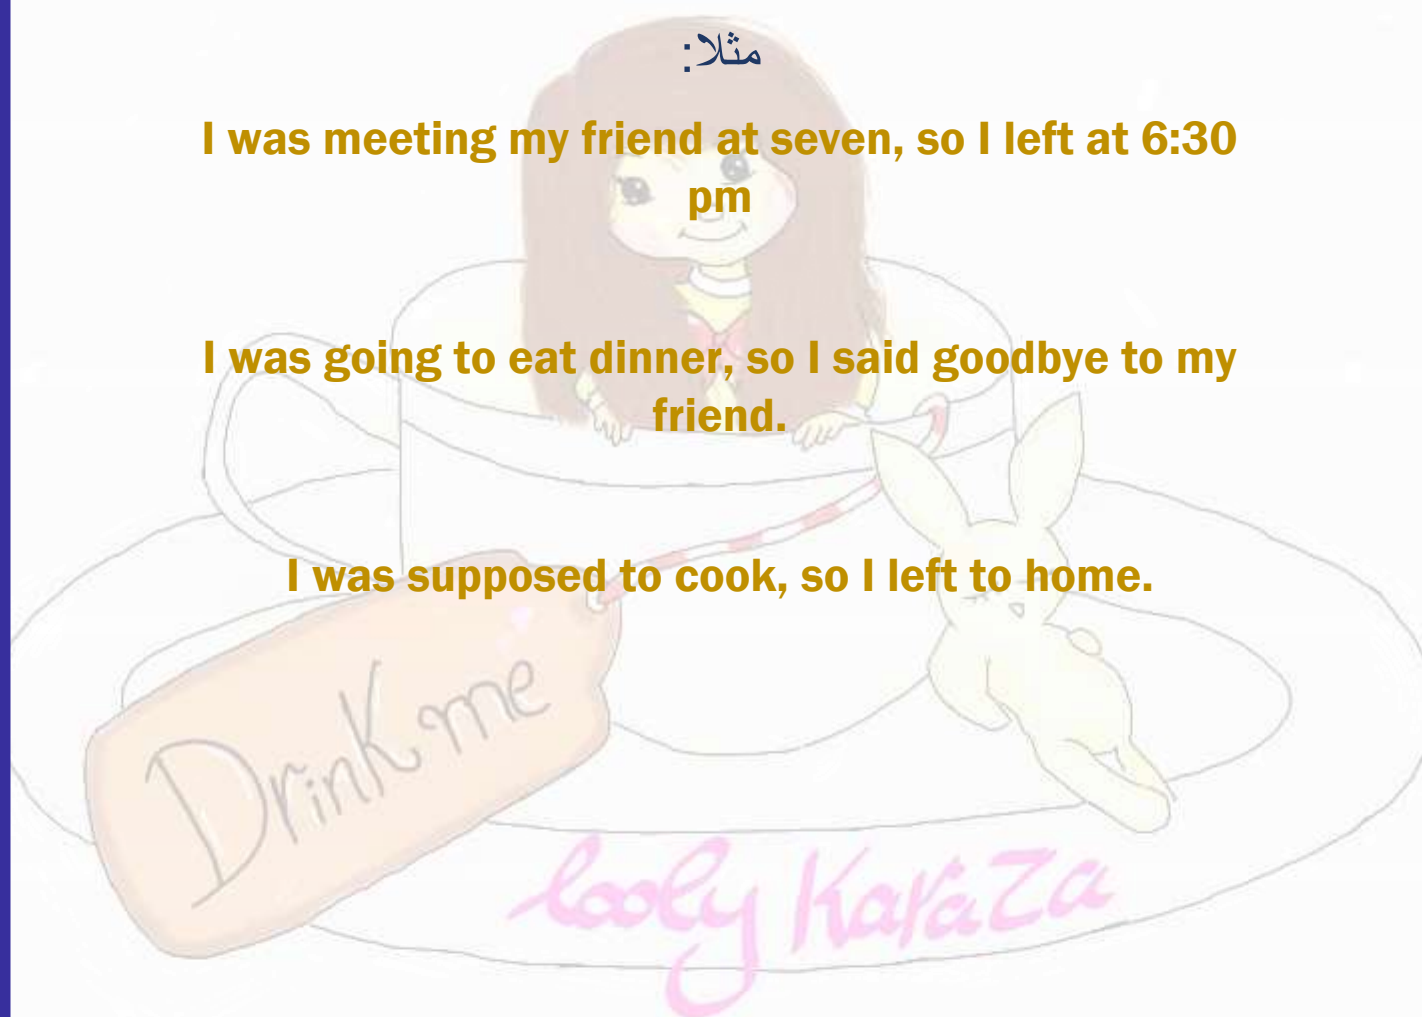 مثلا:
I was meeting my friend at seven, so I left at 6:30
pm
I was going to eat dinner, so I said goodbye to my
friend.
I was supposed to cook, so I left to home.
Drink me
looly Karaza